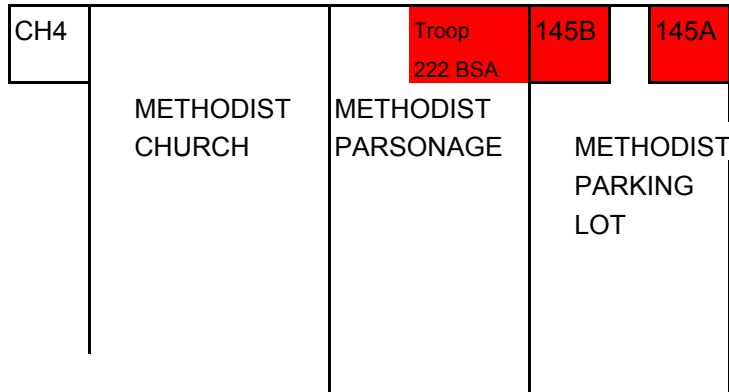 CH4
Troop
222 BSA
145B
145A
METHODIST
CHURCH
METHODIST
PARSONAGE
METHODIST
PARKING
LOT